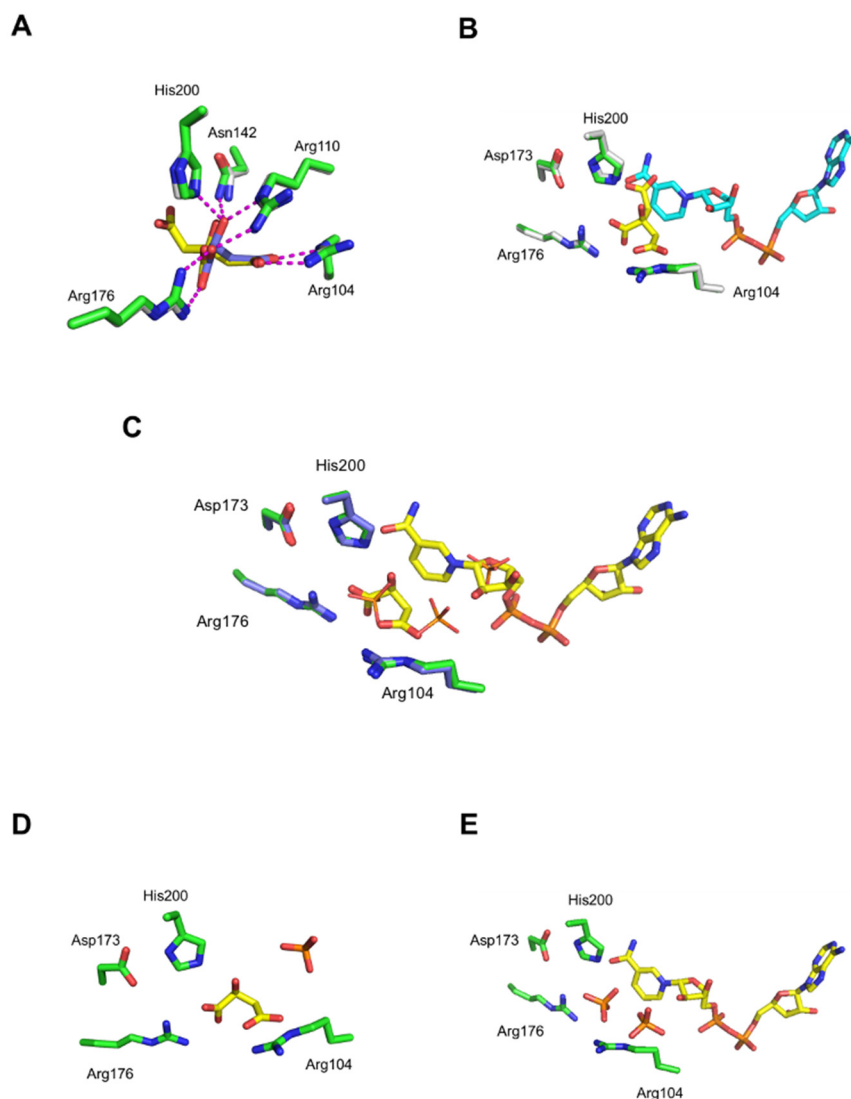 A
His200
Asn142
Arg110
Arg176
Arg104
B
His200
Asp173
Arg176
Arg104
C
His200
Asp173
Arg176
Arg104
D
His200
Asp173
Arg176
Arg104
E
His200
Asp173
Arg176
Arg104